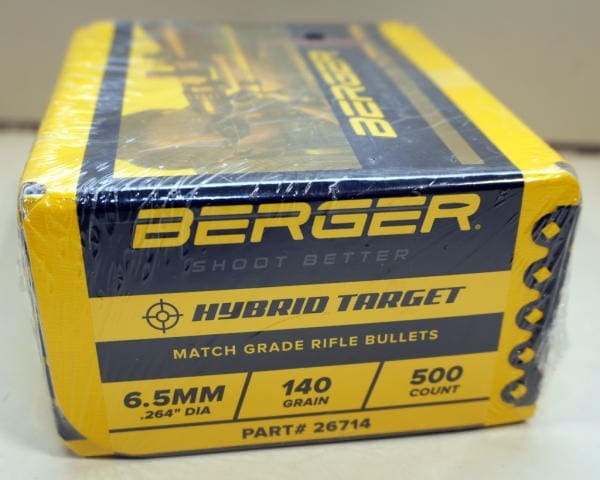 BERGER
BERGER®
SHOOT BETTER
HYBRID TARGET
MATCH GRADE RIFLE BULLETS
6.5MM
.264" DIA
140
GRAIN
500
COUNT
PART# 26714